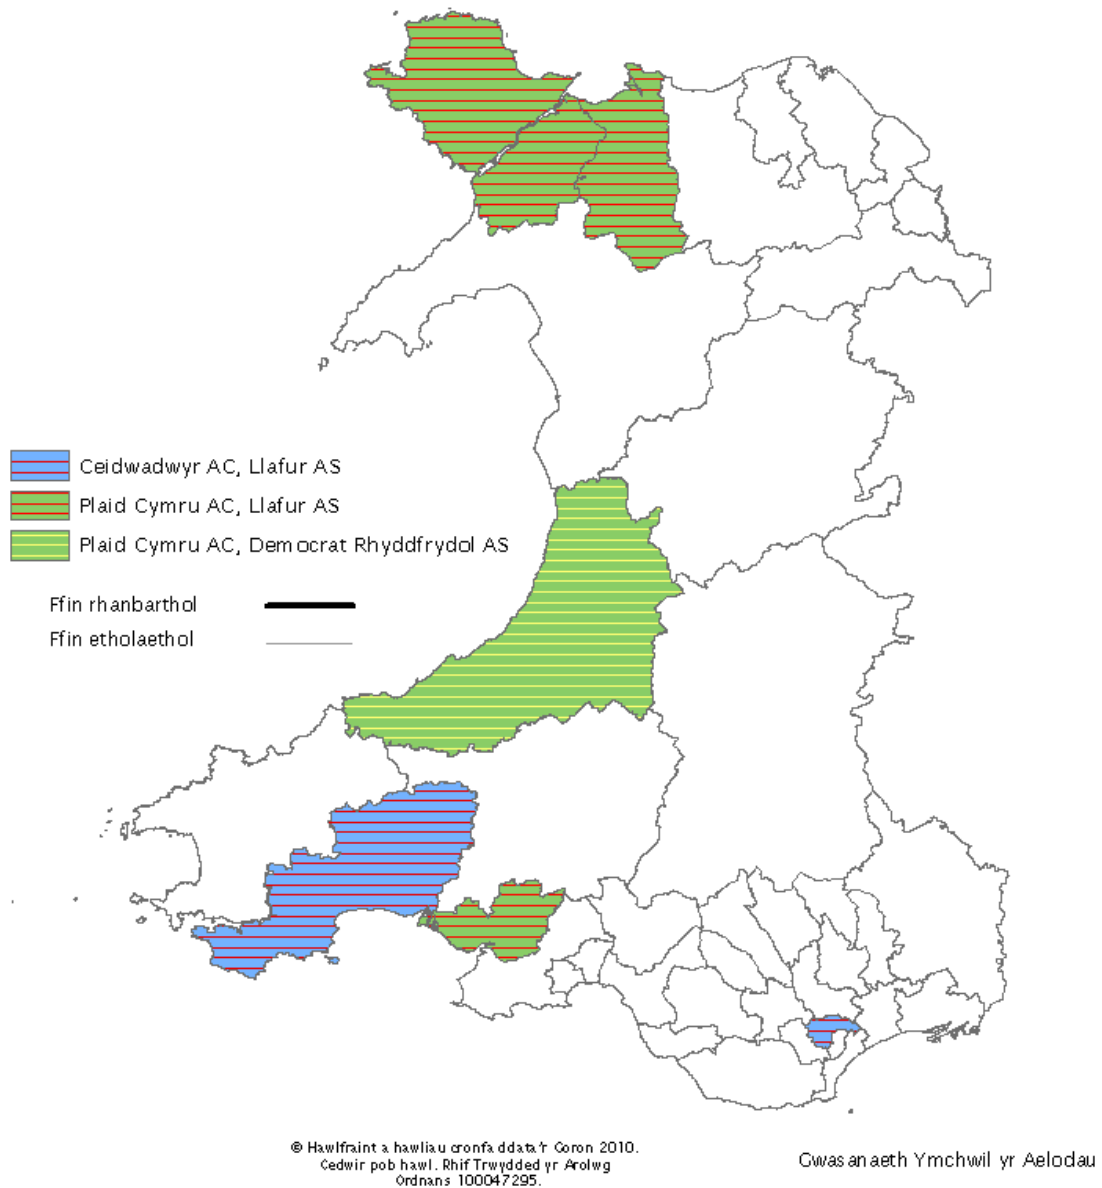 Ceidwadwyr AC, Llafur AS
Plaid Cymru AC, Llafur AS
Plaid Cymru AC, Democrat Rhyddfrydol AS
Ffin rhanbarthol
Ffin etholaethol
© Hawlfraint a hawliau cronfa ddata'r Goron 2010.
Cedwir pob hawl. Rhif Trwydded yr Arolwg
Ordnans 100047295.
Gwasanaeth Ymchwil yr Aelodau